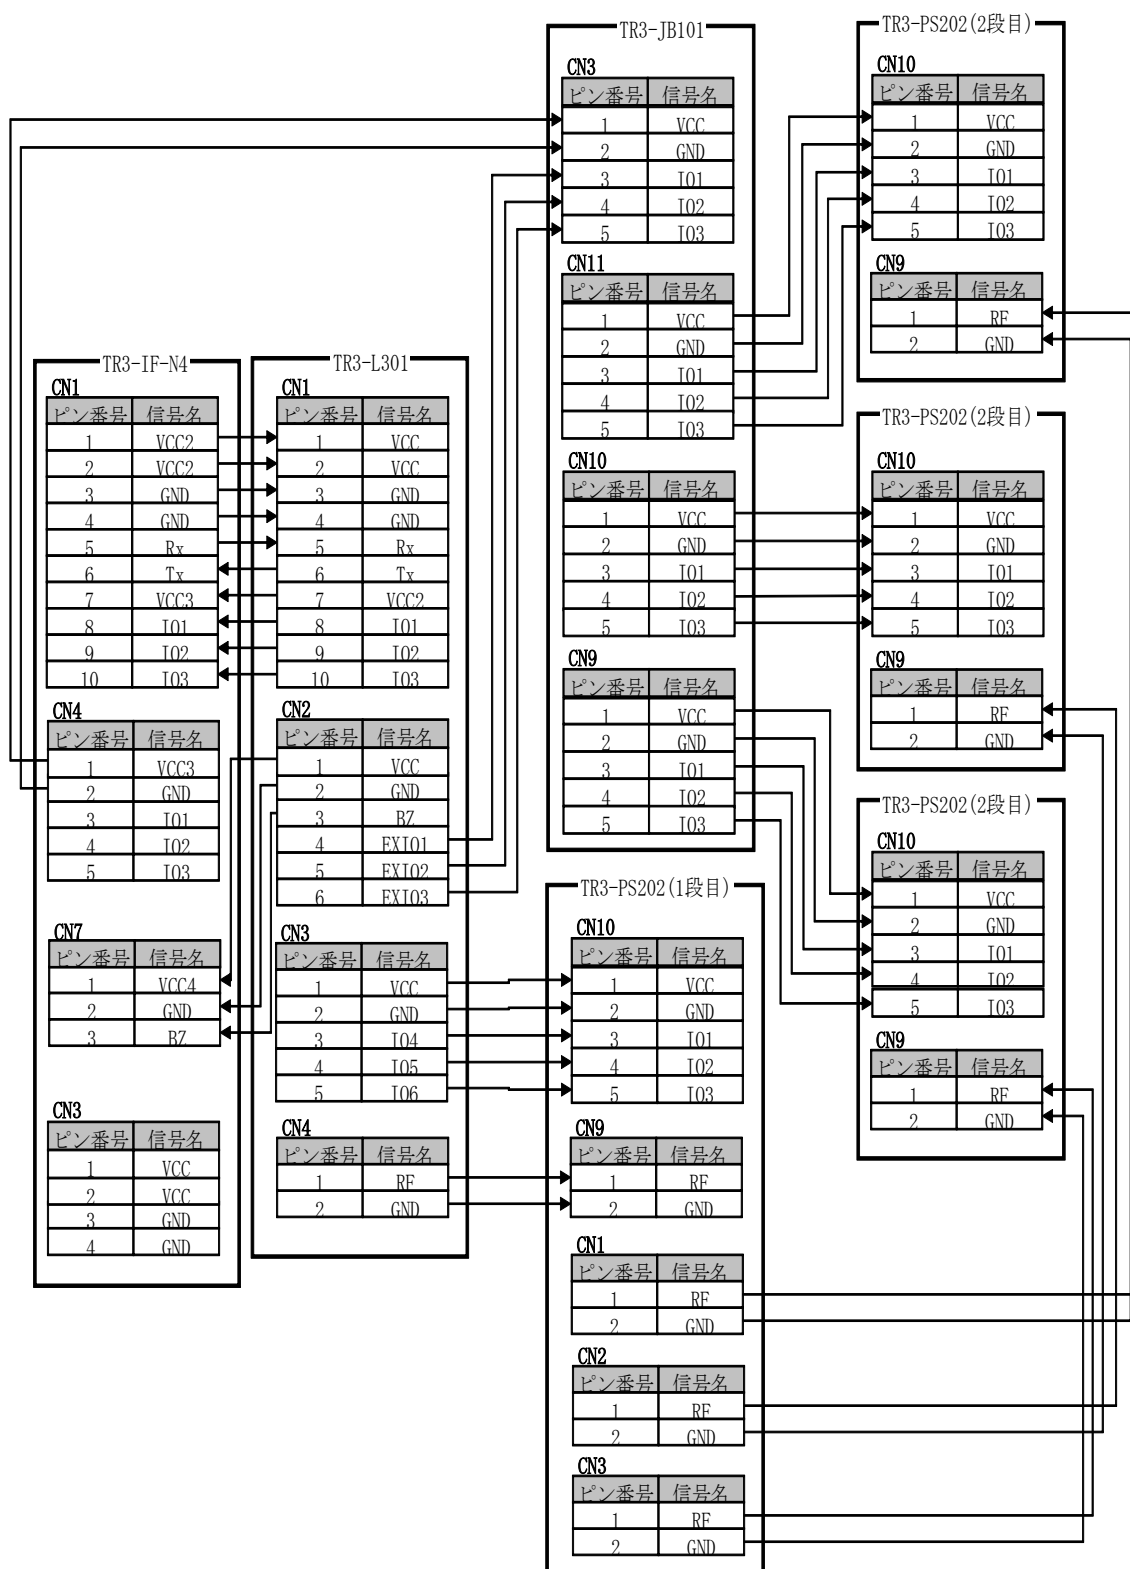 TR3-JB101
CN3
ピン番号 信号名
1 VCC
2 GND
3 IO1
4 IO2
5 IO3
CN11
ピン番号 信号名
1 VCC
2 GND
3 IO1
4 IO2
5 IO3
CN10
ピン番号 信号名
1 VCC
2 GND
3 IO1
4 IO2
5 IO3
CN9
ピン番号 信号名
1 VCC
2 GND
3 IO1
4 IO2
5 IO3
TR3-PS202(2段目)
CN10
ピン番号 信号名
1 VCC
2 GND
3 IO1
4 IO2
5 IO3
CN9
ピン番号 信号名
1 RF
2 GND
TR3-PS202(2段目)
CN10
ピン番号 信号名
1 VCC
2 GND
3 IO1
4 IO2
5 IO3
CN9
ピン番号 信号名
1 RF
2 GND
TR3-PS202(2段目)
CN10
ピン番号 信号名
1 VCC
2 GND
3 IO1
4 IO2
5 IO3
CN9
ピン番号 信号名
1 RF
2 GND
TR3-IF-N4
CN1
ピン番号 信号名
1 VCC2
2 VCC2
3 GND
4 GND
5 Rx
6 Tx
7 VCC3
8 IO1
9 IO2
10 IO3
CN4
ピン番号 信号名
1 VCC3
2 GND
3 IO1
4 IO2
5 IO3
CN7
ピン番号 信号名
1 VCC4
2 GND
3 BZ
CN3
ピン番号 信号名
1 VCC
2 VCC
3 GND
4 GND
TR3-L301
CN1
ピン番号 信号名
1 VCC
2 VCC
3 GND
4 GND
5 Rx
6 Tx
7 VCC2
8 IO1
9 IO2
10 IO3
CN2
ピン番号 信号名
1 VCC
2 GND
3 BZ
4 EXIO1
5 EXIO2
6 EXIO3
CN3
ピン番号 信号名
1 VCC
2 GND
3 IO4
4 IO5
5 IO6
CN4
ピン番号 信号名
1 RF
2 GND
TR3-PS202(1段目)
CN10
ピン番号 信号名
1 VCC
2 GND
3 IO1
4 IO2
5 IO3
CN9
ピン番号 信号名
1 RF
2 GND
CN1
ピン番号 信号名
1 RF
2 GND
CN2
ピン番号 信号名
1 RF
2 GND
CN3
ピン番号 信号名
1 RF
2 GND